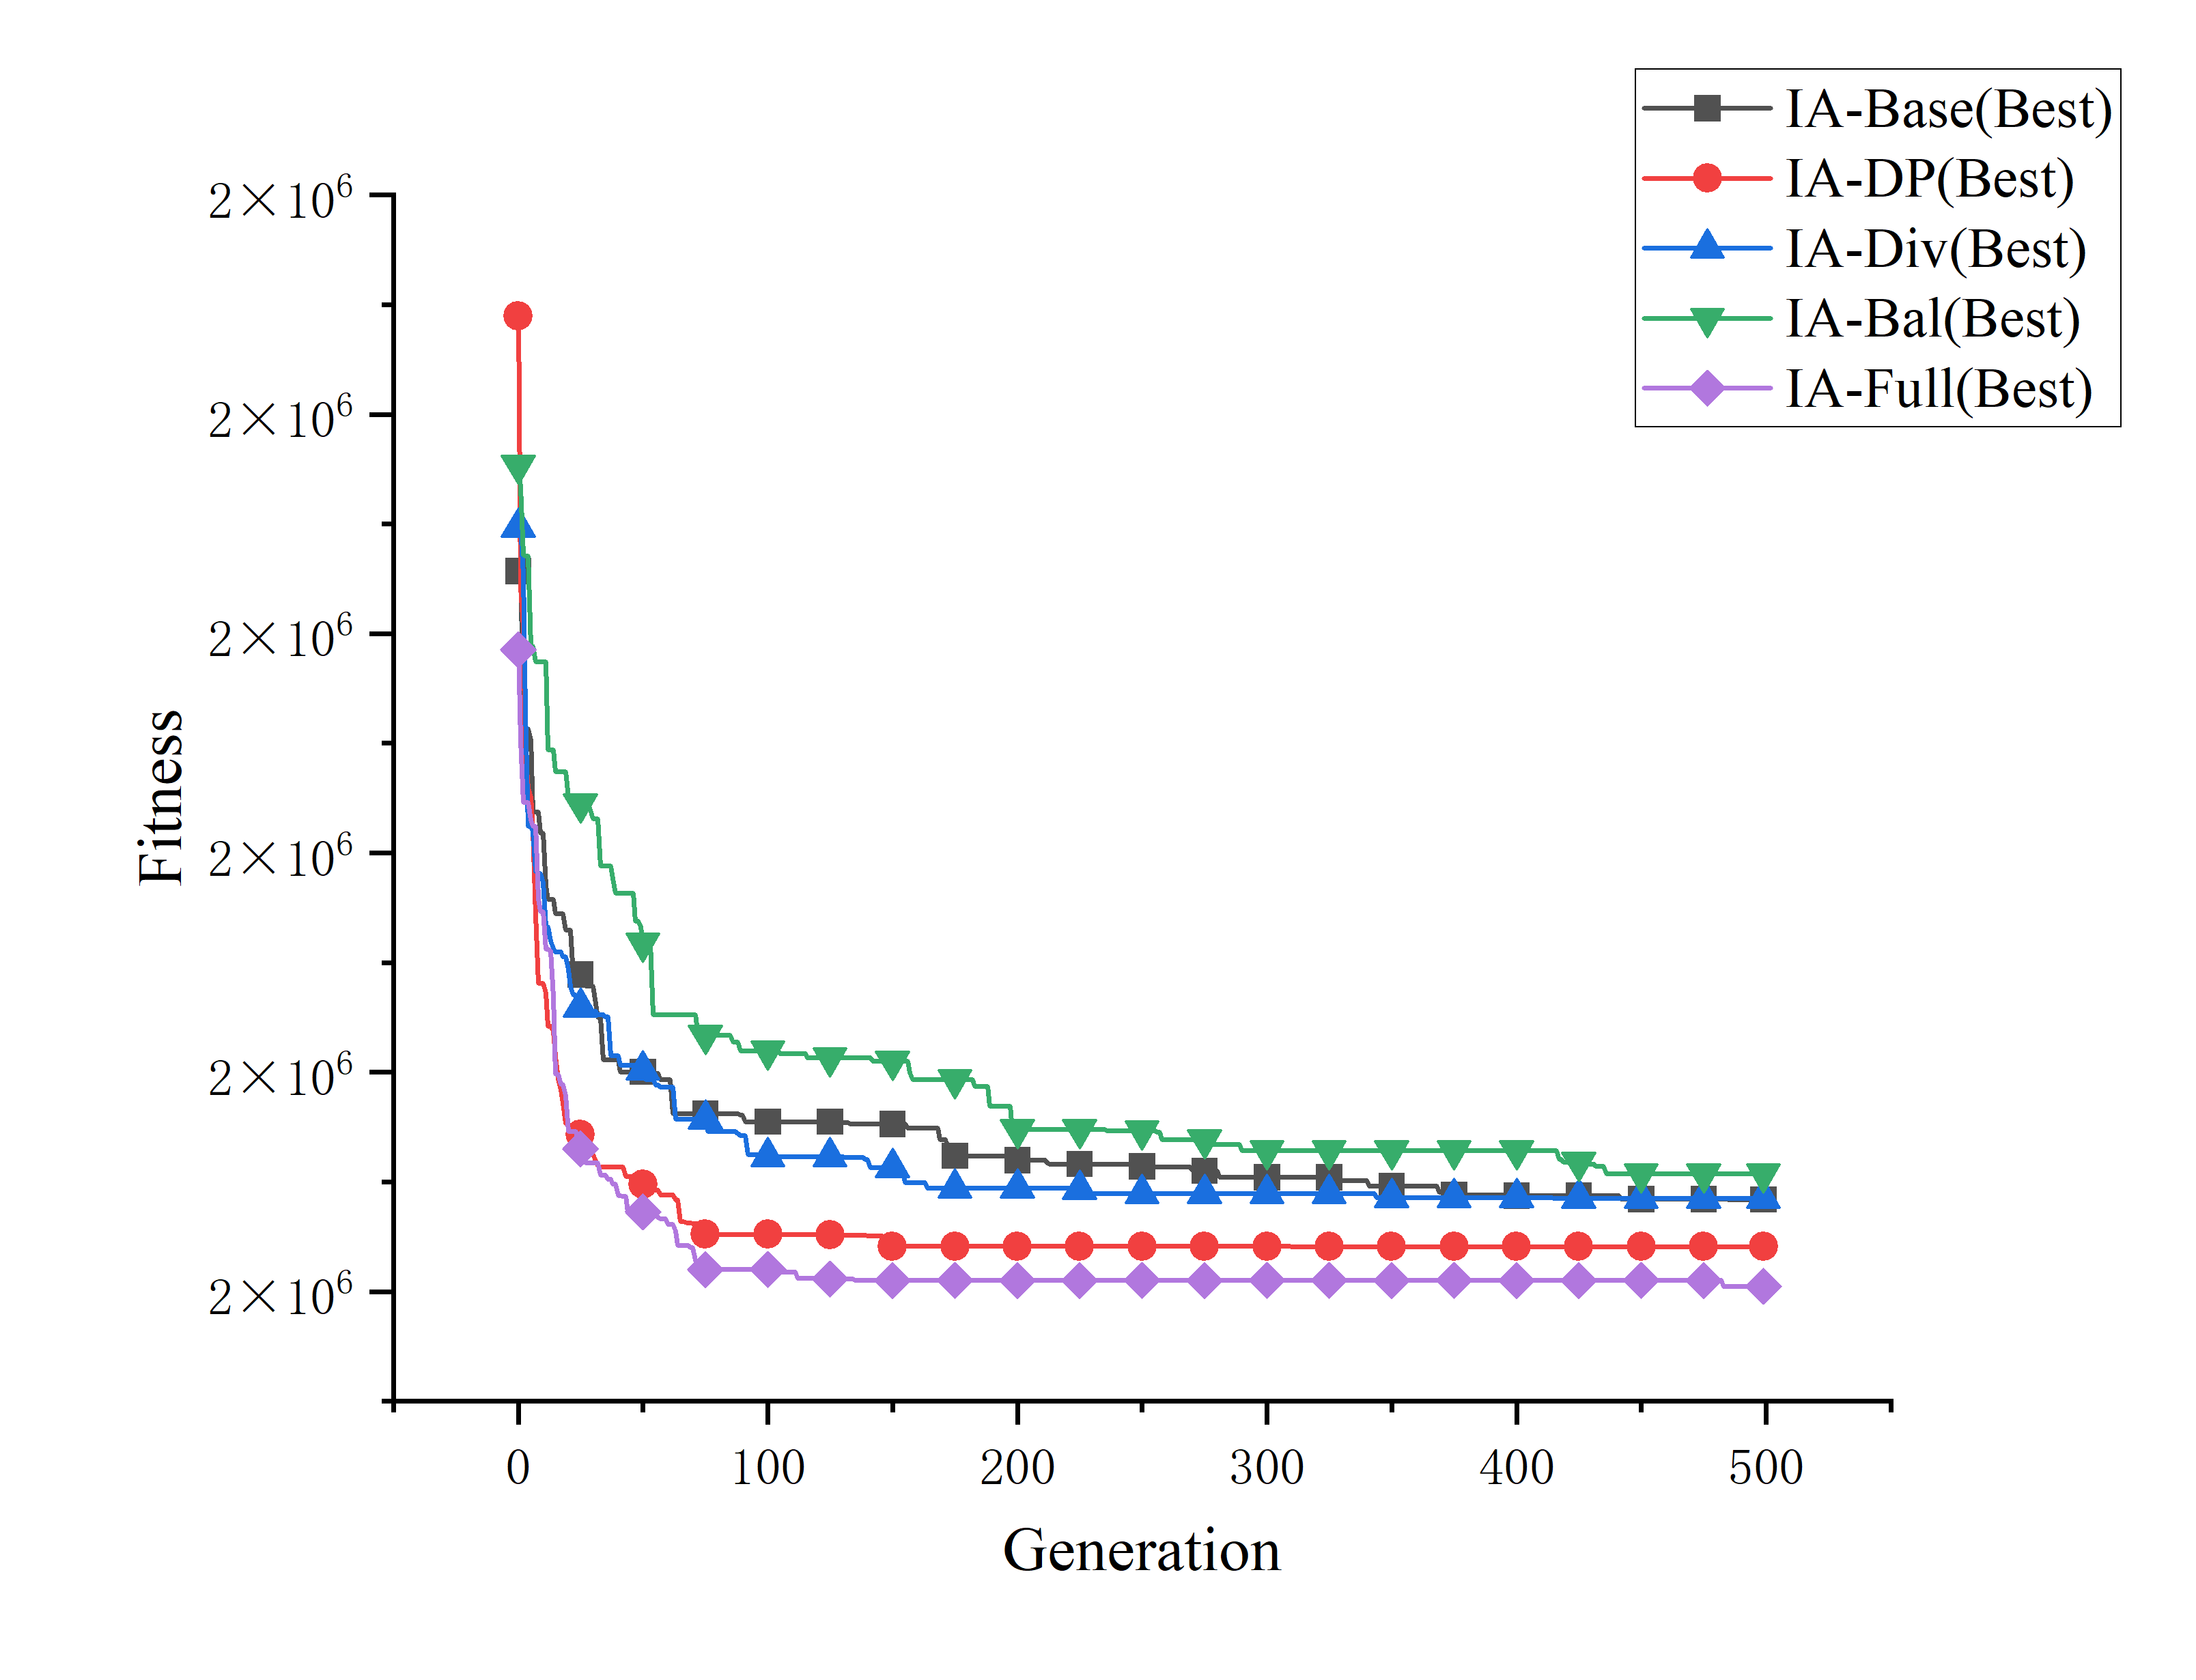 IA-Base(Best)
IA-DP(Best)
IA-Div(Best)
IA-Bal(Best)
IA-Full(Best)
2×10⁶
2×10⁶
2×10⁶
2×10⁶
2×10⁶
2×10⁶
Fitness
0 100 200 300 400 500
Generation